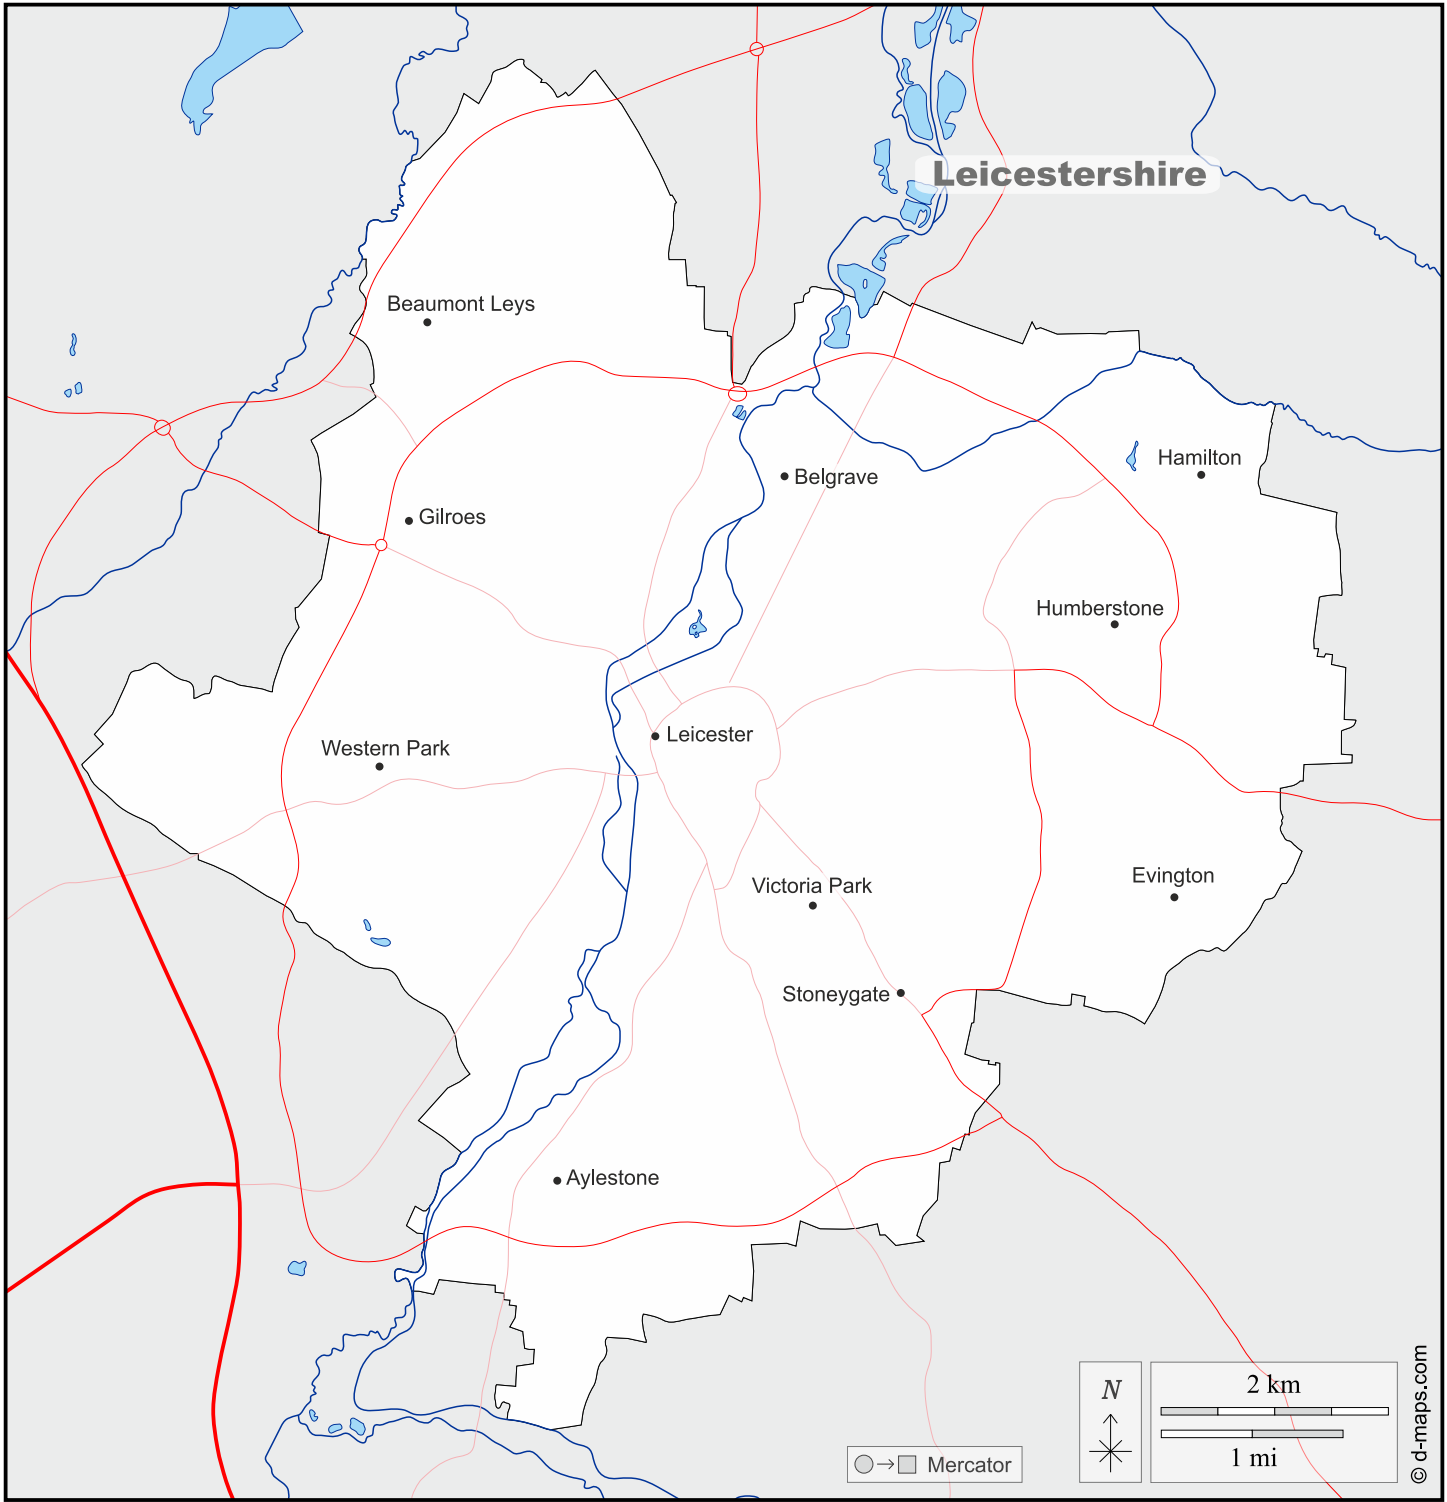 Leicestershire
Beaumont Leys
Hamilton
Belgrave
Gilroes
Humberstone
Leicester
Western Park
Evington
Victoria Park
Stoneygate
Aylestone
N
2 km
1 mi
Mercator
© d-maps.com